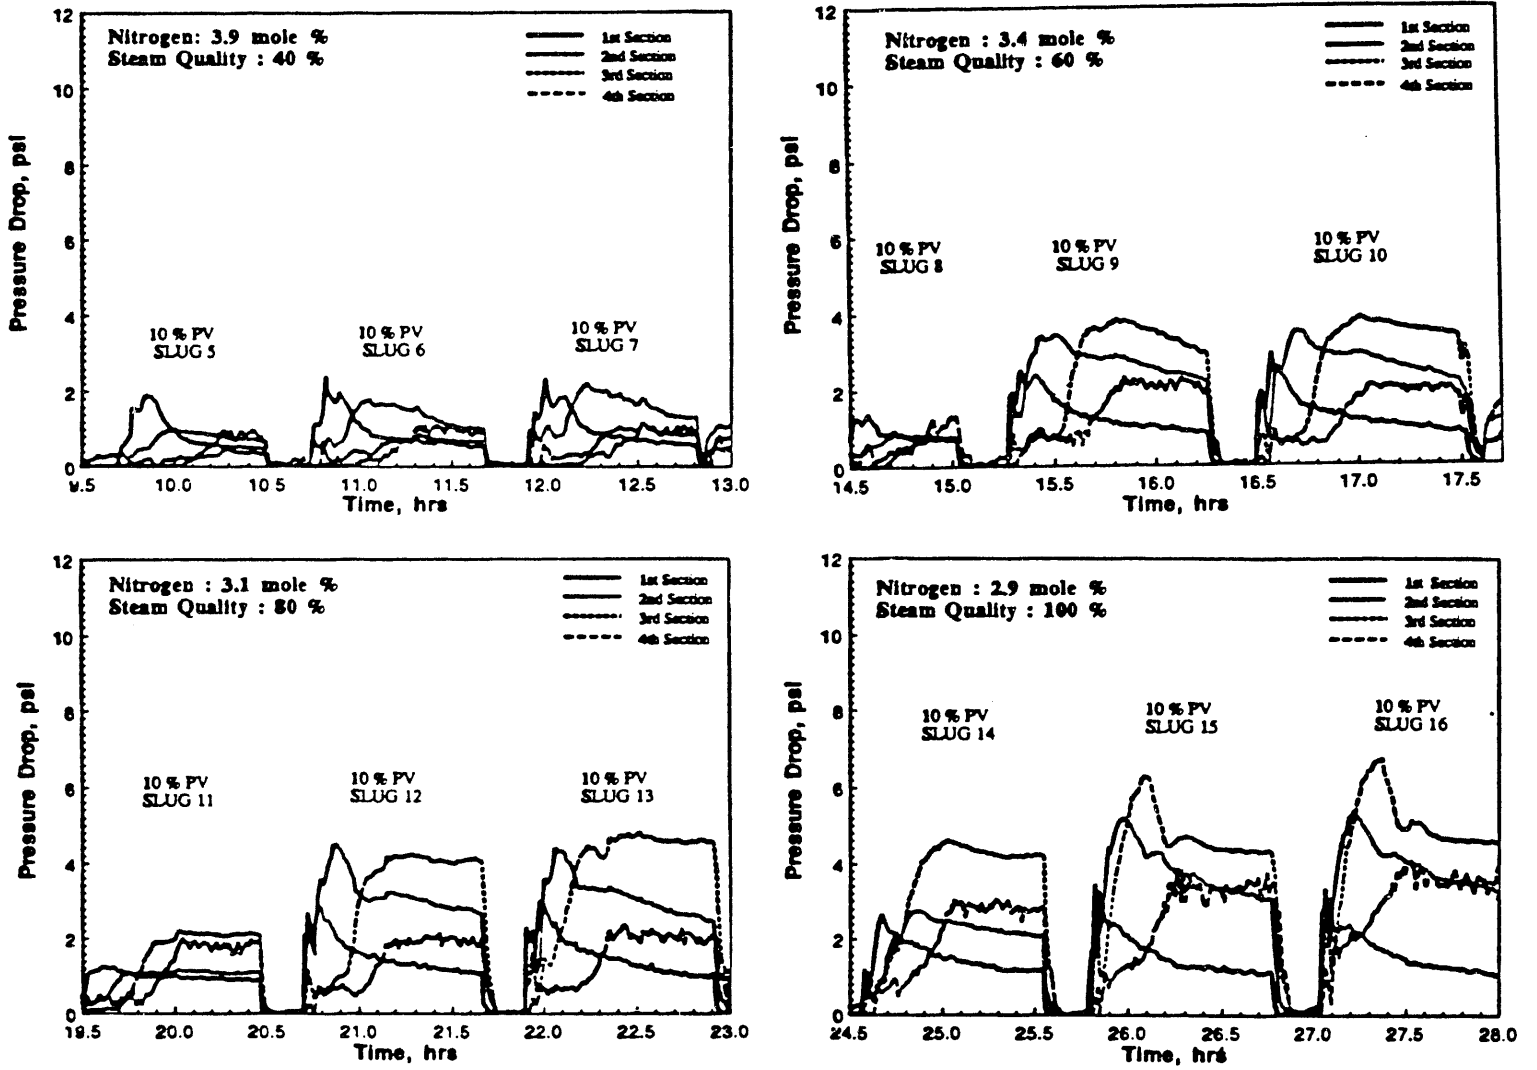 Nitrogen: 3.9 mole %
Steam Quality : 40 %
1st Section
2nd Section
3rd Section
4th Section
12
10
8
6
4
2
0
Pressure Drop, psi
10 % PV
SLUG 5
10 % PV
SLUG 6
10 % PV
SLUG 7
9.5 10.0 10 5 11.0 11.5 12.0 12.5 13.0
Time, hrs
Nitrogen : 3.4 mole %
Steam Quality : 60 %
1st Section
2nd Section
3rd Section
4th Section
12
10
8
6
4
2
0
Pressure Drop, psi
10 % PV
SLUG 8
10 % PV
SLUG 9
10 % PV
SLUG 10
14.5 15.0 15.5 16.0 16.5 17.0 17.5
Time, hrs
Nitrogen : 3.1 mole %
Steam Quality : 80 %
1st Section
2nd Section
3rd Section
4th Section
12
10
8
6
4
2
0
Pressure Drop, psi
10 % PV
SLUG 11
10 % PV
SLUG 12
10 % PV
SLUG 13
19.5 20.0 20.5 21.0 21.5 22.0 22.5 23.0
Time, hrs
Nitrogen : 2.9 mole %
Steam Quality : 100 %
1st Section
2nd Section
3rd Section
4th Section
12
10
8
6
4
2
0
Pressure Drop, psi
10 % PV
SLUG 14
10 % PV
SLUG 15
10 % PV
SLUG 16
24.5 25.0 25.5 26.0 26.5 27.0 27.5 28.0
Time, hrs